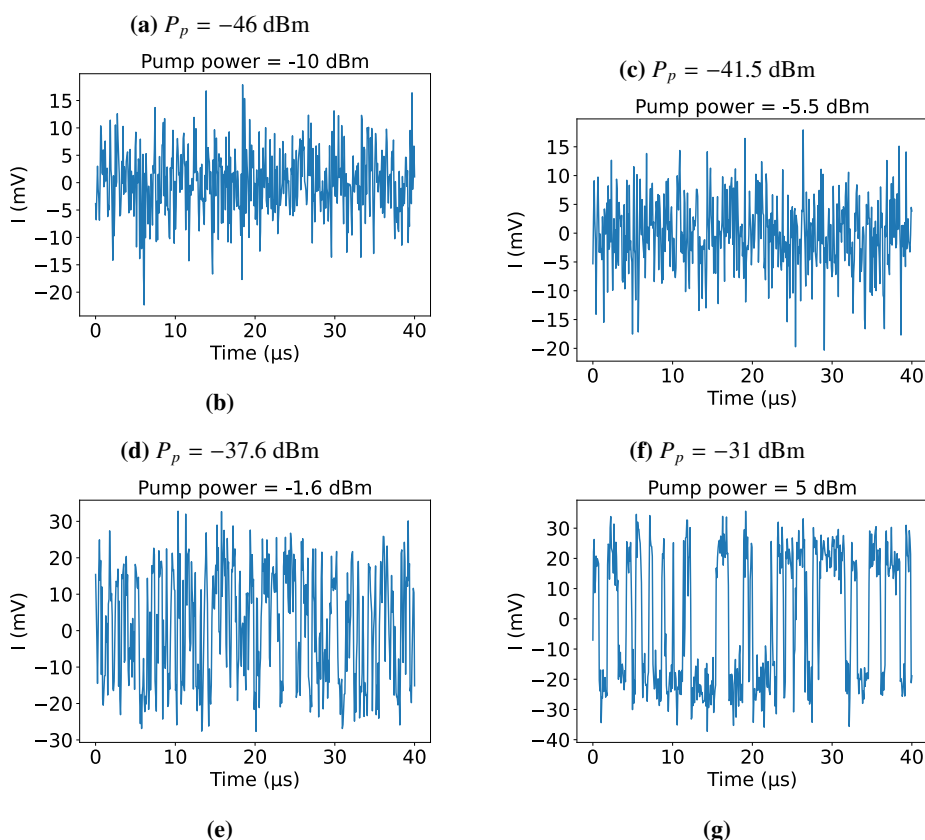 (a) P_p = −46 dBm
Pump power = -10 dBm
I (mV)
15
10
5
0
−5
−10
−15
−20
0 10 20 30 40
Time (μs)
(b)
(c) P_p = −41.5 dBm
Pump power = -5.5 dBm
I (mV)
15
10
5
0
−5
−10
−15
−20
0 10 20 30 40
Time (μs)
(d) P_p = −37.6 dBm
Pump power = -1.6 dBm
I (mV)
30
20
10
0
−10
−20
−30
0 10 20 30 40
Time (μs)
(e)
(f) P_p = −31 dBm
Pump power = 5 dBm
I (mV)
30
20
10
0
−10
−20
−30
−40
0 10 20 30 40
Time (μs)
(g)